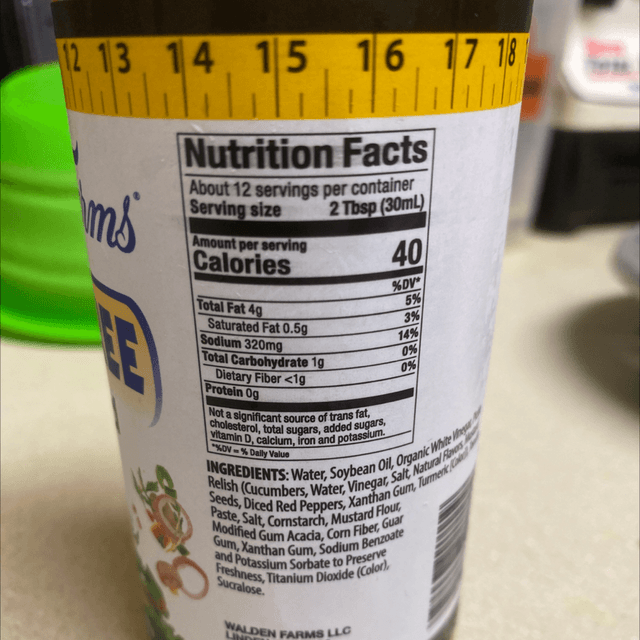 12 13 14 15 16 17 18
ms®
EE
Nutrition Facts
About 12 servings per container
Serving size 2 Tbsp (30mL)
Amount per serving
Calories 40
%DV*
Total Fat 4g 5%
Saturated Fat 0.5g 3%
Sodium 320mg 14%
Total Carbohydrate 1g 0%
Dietary Fiber <1g 0%
Protein 0g
Not a significant source of trans fat,
cholesterol, total sugars, added sugars,
vitamin D, calcium, iron and potassium.
*%DV = % Daily Value
INGREDIENTS: Water, Soybean Oil, Organic White Vinegar,
Relish (Cucumbers, Water, Vinegar, Salt, Natural Flavors,
Seeds, Diced Red Peppers, Xanthan Gum, Turmeric
Paste, Salt, Cornstarch, Mustard Flour,
Modified Gum Acacia, Corn Fiber, Guar
Gum, Xanthan Gum, Sodium Benzoate
and Potassium Sorbate to Preserve
Freshness, Titanium Dioxide (Color),
Sucralose.
WALDEN FARMS LLC